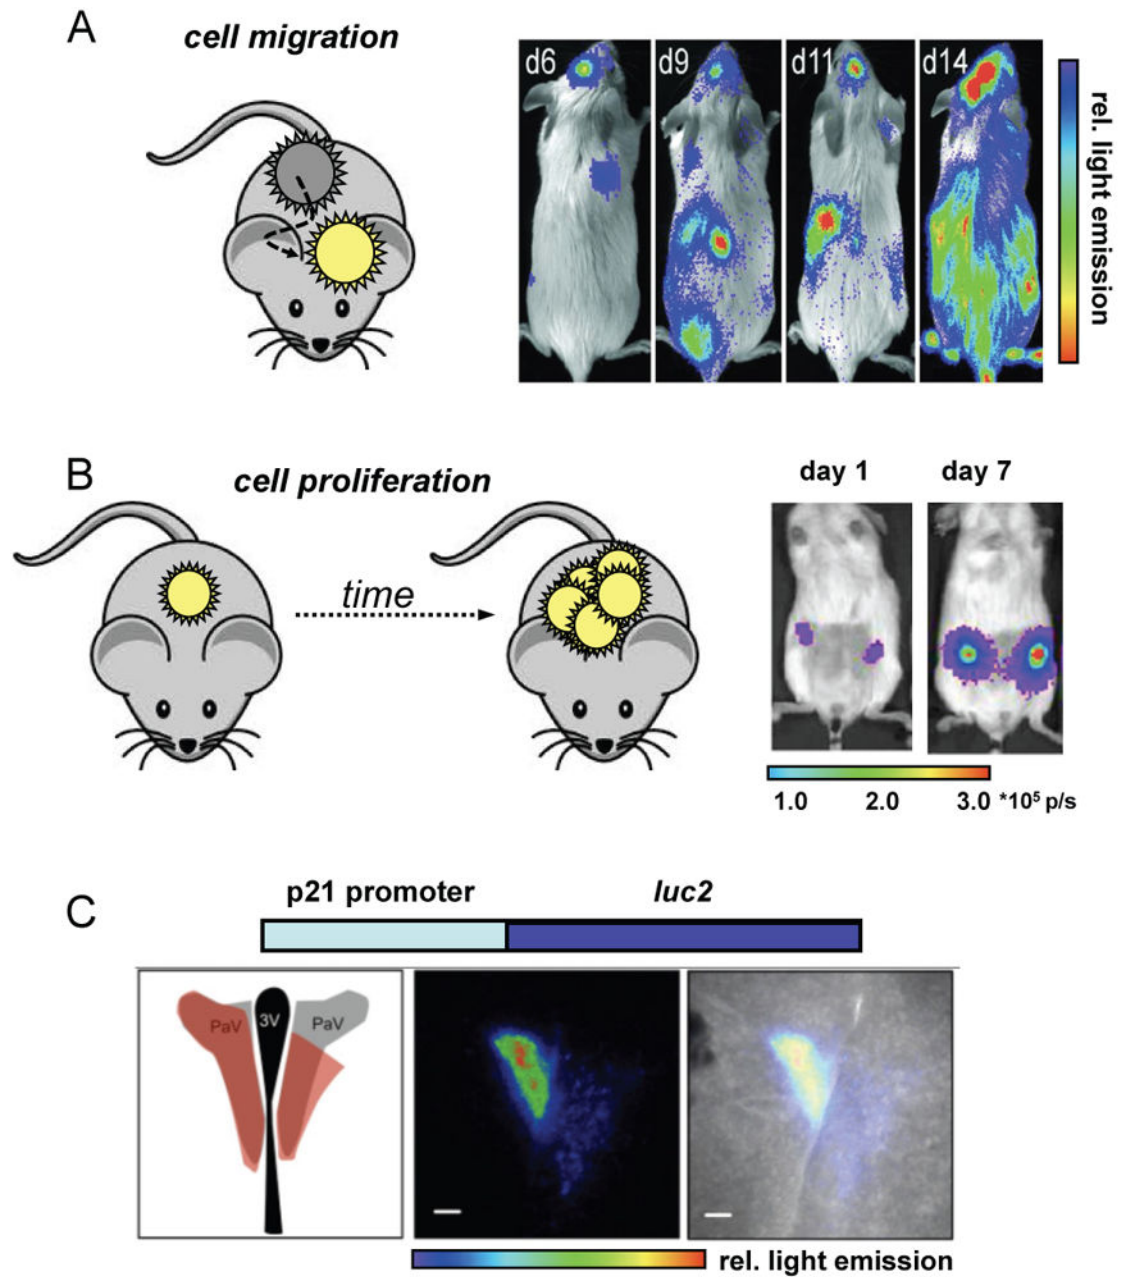 A
cell migration
d6
d9
d11
d14
rel. light emission
B
cell proliferation
time
day 1
day 7
1.0
2.0
3.0 *10⁵ p/s
C
p21 promoter
luc2
PaV
3V
PaV
rel. light emission